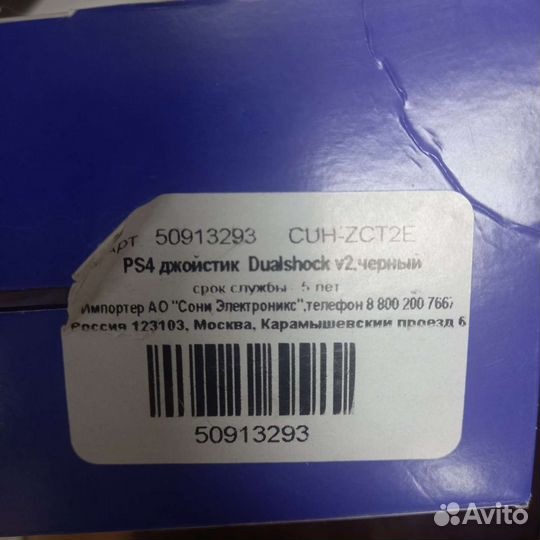 Арт 50913293 CUH-ZCT2E
PS4 джойстик Dualshock v2,черный
срок службы - 5 лет
Импортер АО "Сони Электроникс",телефон 8 800 200 7667
Россия 123103, Москва, Карамышевский проезд 6
50913293
Avito